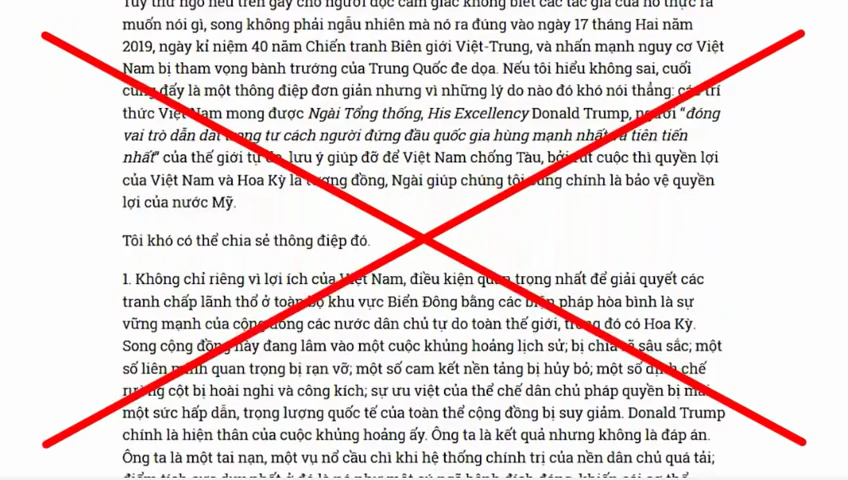 Tuy thư ngỏ nêu trên gây cho người đọc cảm giác không biết các tác giả của nó thực ra
muốn nói gì, song không phải ngẫu nhiên mà nó ra đúng vào ngày 17 tháng Hai năm
2019, ngày kỉ niệm 40 năm Chiến tranh Biên giới Việt-Trung, và nhấn mạnh nguy cơ Việt
Nam bị tham vọng bành trướng của Trung Quốc đe dọa. Nếu tôi hiểu không sai, cuối
cùng đấy là một thông điệp đơn giản nhưng vì những lý do nào đó khó nói thẳng: các trí
thức Việt Nam mong được Ngài Tổng thống, His Excellency Donald Trump, người “đóng
vai trò dẫn dắt trong tư cách người đứng đầu quốc gia hùng mạnh nhất và tiên tiến
nhất” của thế giới tự do, lưu ý giúp đỡ để Việt Nam chống Tàu, bởi rút cuộc thì quyền lợi
của Việt Nam và Hoa Kỳ là tương đồng, Ngài giúp chúng tôi cũng chính là bảo vệ quyền
lợi của nước Mỹ.
Tôi khó có thể chia sẻ thông điệp đó.
1. Không chỉ riêng vì lợi ích của Việt Nam, điều kiện quan trọng nhất để giải quyết các
tranh chấp lãnh thổ ở toàn bộ khu vực Biển Đông bằng các biện pháp hòa bình là sự
vững mạnh của cộng đồng các nước dân chủ tự do toàn thế giới, trong đó có Hoa Kỳ.
Song cộng đồng này đang lâm vào một cuộc khủng hoảng lịch sử; bị chia rẽ sâu sắc; một
số liên minh quan trọng bị rạn vỡ; một số cam kết nền tảng bị hủy bỏ; một số định chế
rường cột bị hoài nghi và công kích; sự ưu việt của thể chế dân chủ pháp quyền bị mất
một sức hấp dẫn, trọng lượng quốc tế của toàn thể cộng đồng bị suy giảm. Donald Trump
chính là hiện thân của cuộc khủng hoảng ấy. Ông ta là kết quả nhưng không là đáp án.
Ông ta là một tai nạn, một vụ nổ cầu chì khi hệ thống chính trị của nền dân chủ quá tải;